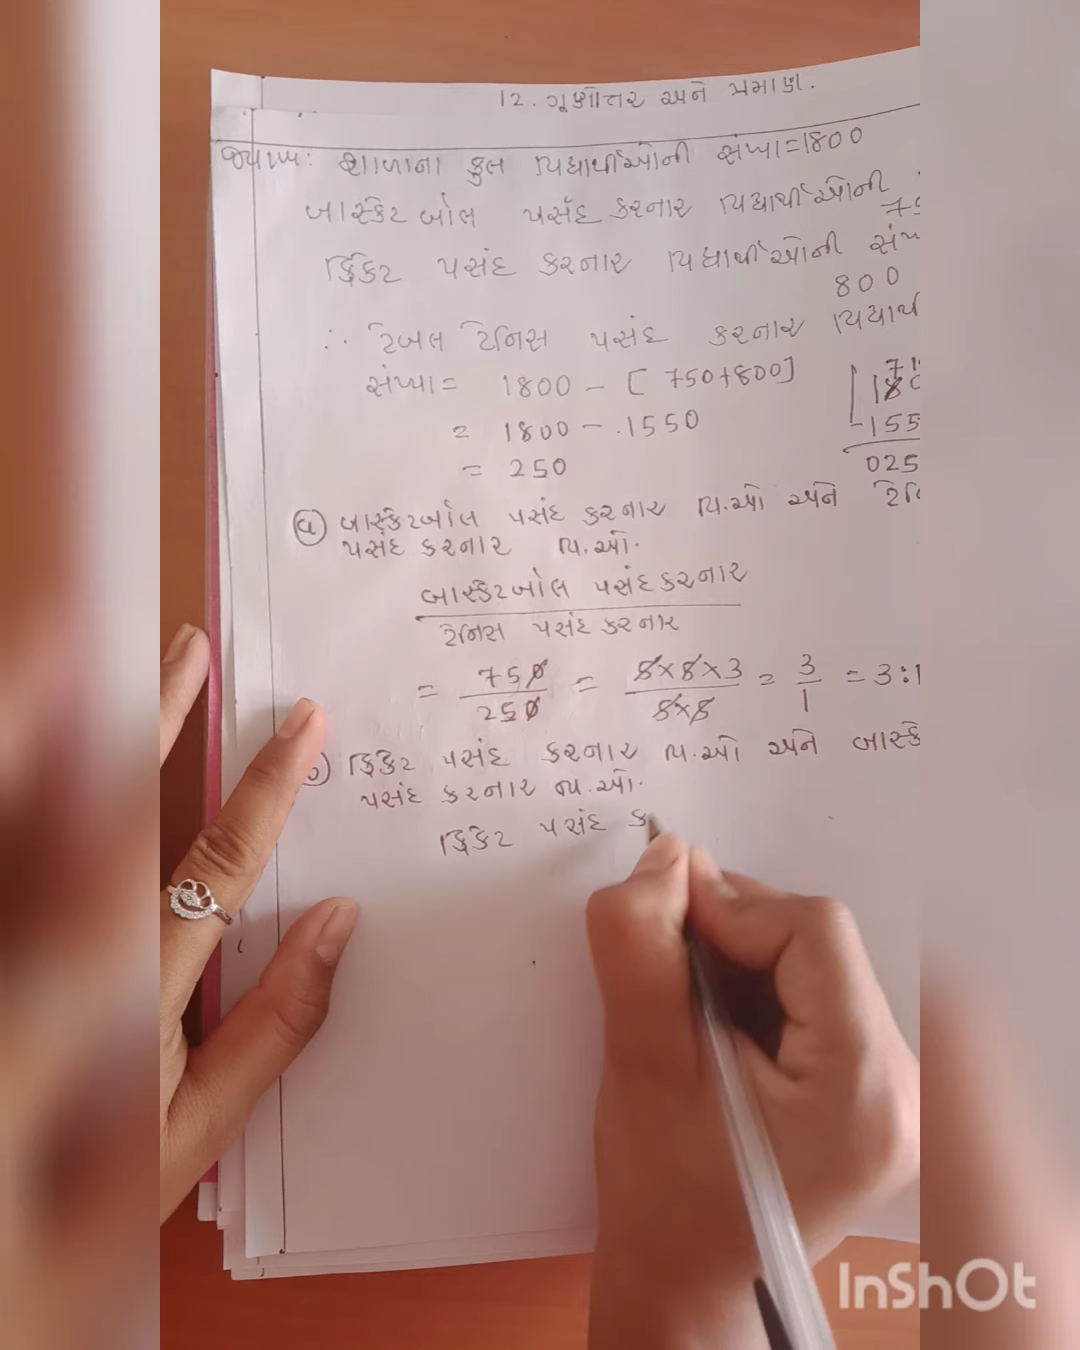 12. ગુણોત્તર અને પ્રમાણ.
જવાબ: શાળાના કુલ વિદ્યાર્થીઓની સંખ્યા=1800
બાસ્કેટ બોલ પસંદ કરનાર વિદ્યાર્થીઓની
ક્રિકેટ પસંદ કરનાર વિદ્યાર્થીઓની
800
∴ ટેબલ ટેનિસ પસંદ કરનાર
સંખ્યા = 1800 - [750+800]
= 1800 - 1550
= 250
(a) બાસ્કેટબોલ પસંદ કરનાર વિ.ઓ અને
પસંદ કરનાર વિ.ઓ.
બાસ્કેટબોલ પસંદ કરનાર
ટેનિસ પસંદ કરનાર
= 750/250 = 5×5×3/5×5 = 3/1 = 3:1
ક્રિકેટ પસંદ કરનાર વિ.ઓ અને
પસંદ કરનાર વિ.ઓ.
ક્રિકેટ પસંદ ક
InShOt